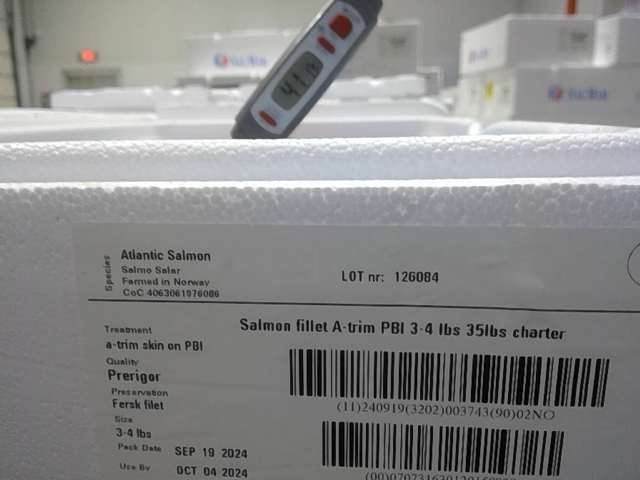 Species
Atlantic Salmon
Salmo Salar
Farmed in Norway
CoC 4063061976086
LOT nr: 126084
Treatment
a-trim skin on PBI
Salmon fillet A-trim PBI 3-4 lbs 35lbs charter
Quality
Prerigor
Preservation
Fersk filet
(11)240919(3202)003743(90)02NO
Size
3-4 lbs
Pack Date SEP 19 2024
Use By OCT 04 2024